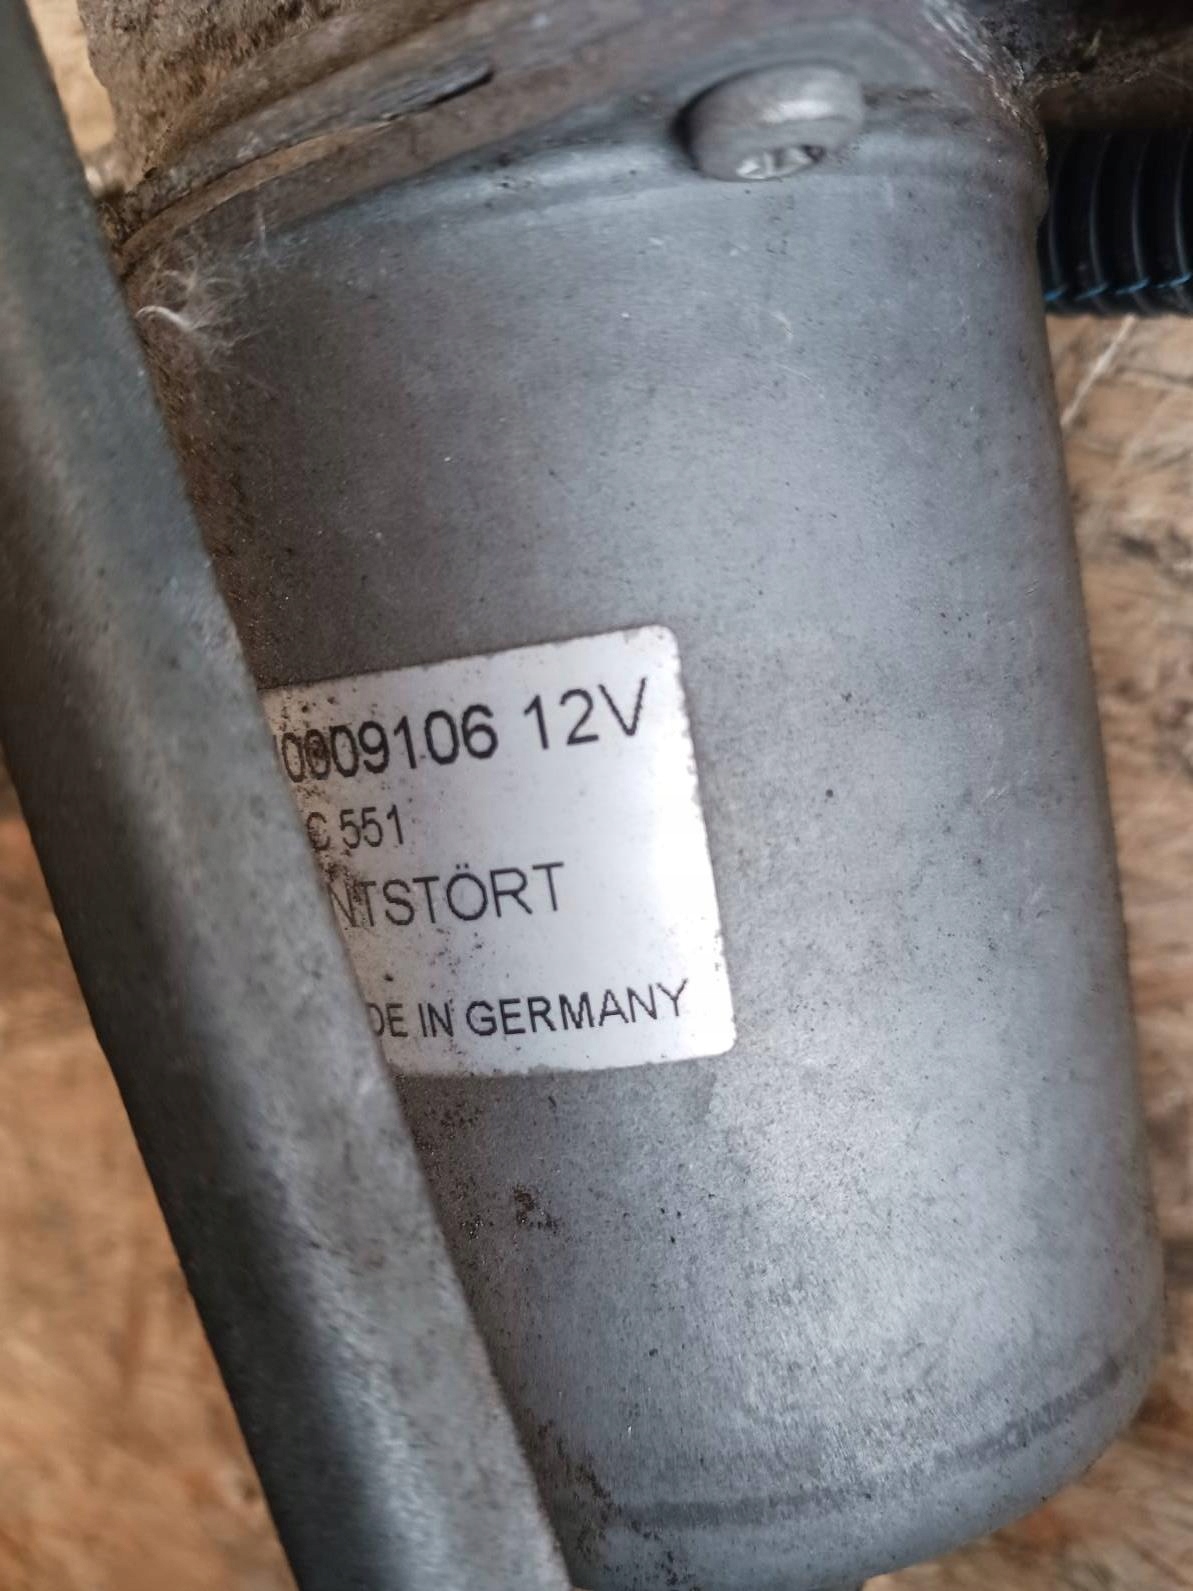 0009106 12V
C 551
NTSTÖRT
DE IN GERMANY